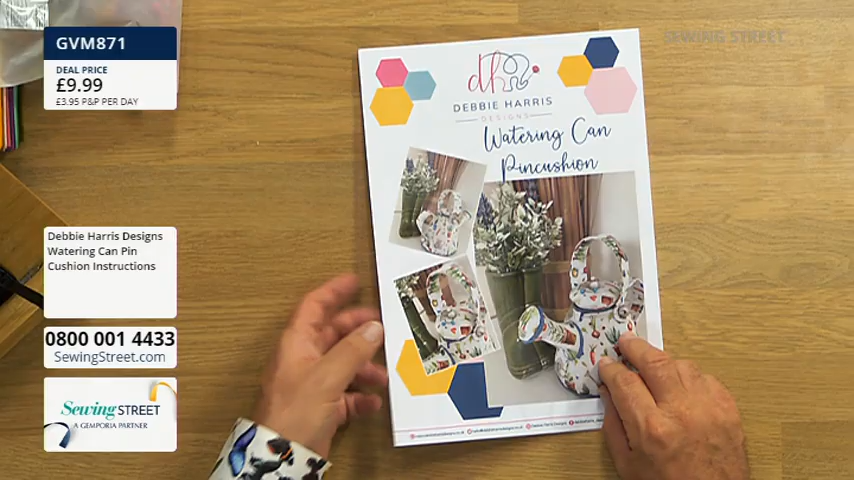 GVM871
DEAL PRICE
£9.99
£3.95 P&P PER DAY
Debbie Harris Designs
Watering Can Pin
Cushion Instructions
0800 001 4433
SewingStreet.com
Sewing STREET
A GEMPORIA PARTNER
SEWING STREET
dh
DEBBIE HARRIS
DESIGNS
Watering Can
Pincushion